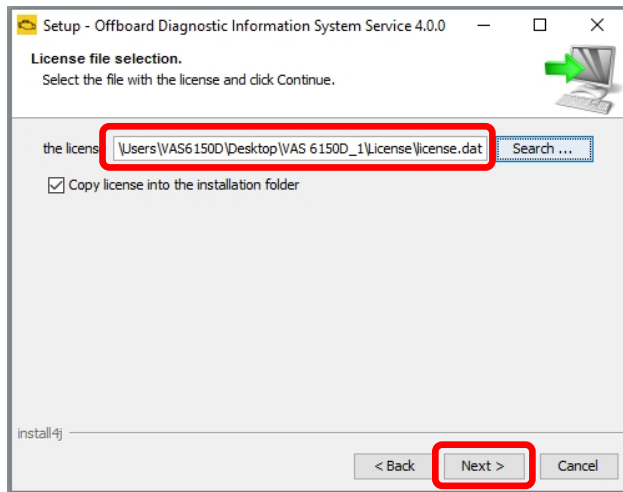 Setup - Offboard Diagnostic Information System Service 4.0.0
License file selection.
Select the file with the license and click Continue.
the license \Users\VAS6150D\Desktop\VAS 6150D_1\License\license.dat Search ...
Copy license into the installation folder
install4j
< Back Next > Cancel